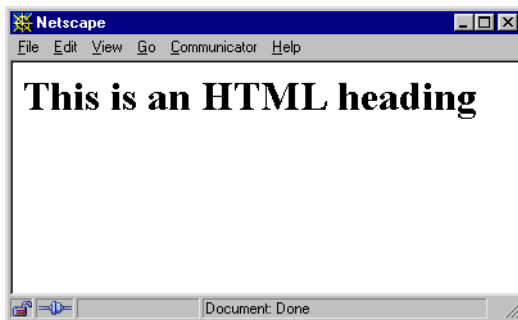 Netscape
File Edit View Go Communicator Help
This is an HTML heading
Document: Done